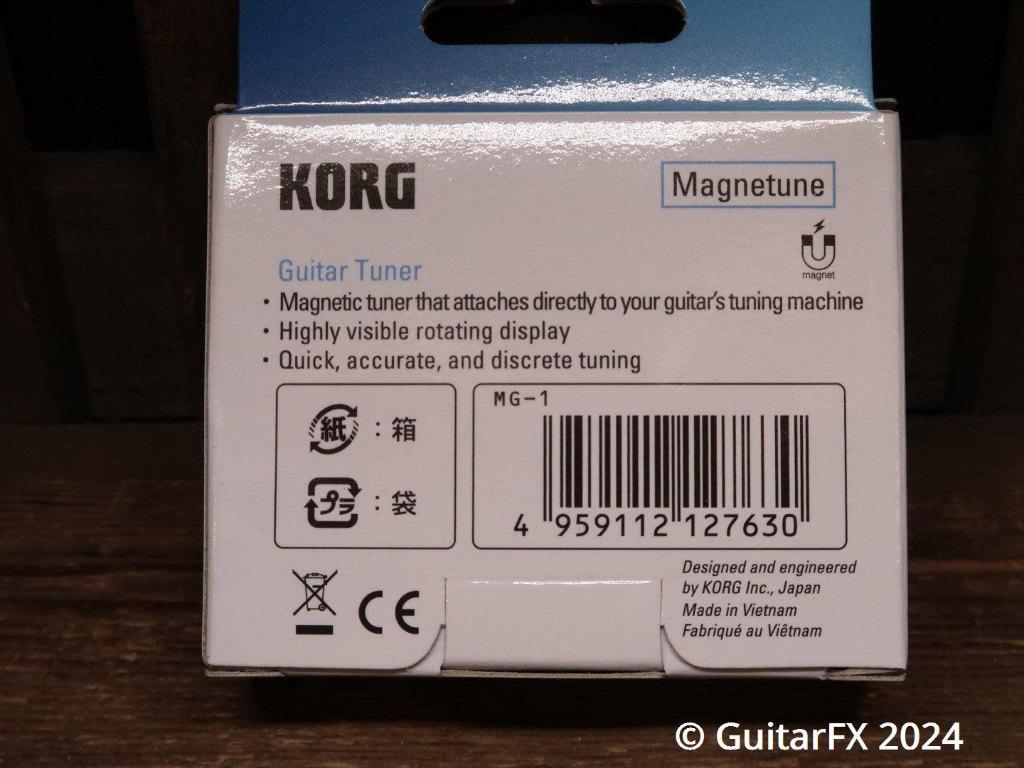 KORG
Magnetune
magnet
Guitar Tuner
• Magnetic tuner that attaches directly to your guitar's tuning machine
• Highly visible rotating display
• Quick, accurate, and discrete tuning
紙 : 箱
プラ : 袋
MG-1
4 959112 127630
CE
Designed and engineered
by KORG Inc., Japan
Made in Vietnam
Fabriqué au Viêtnam
© GuitarFX 2024